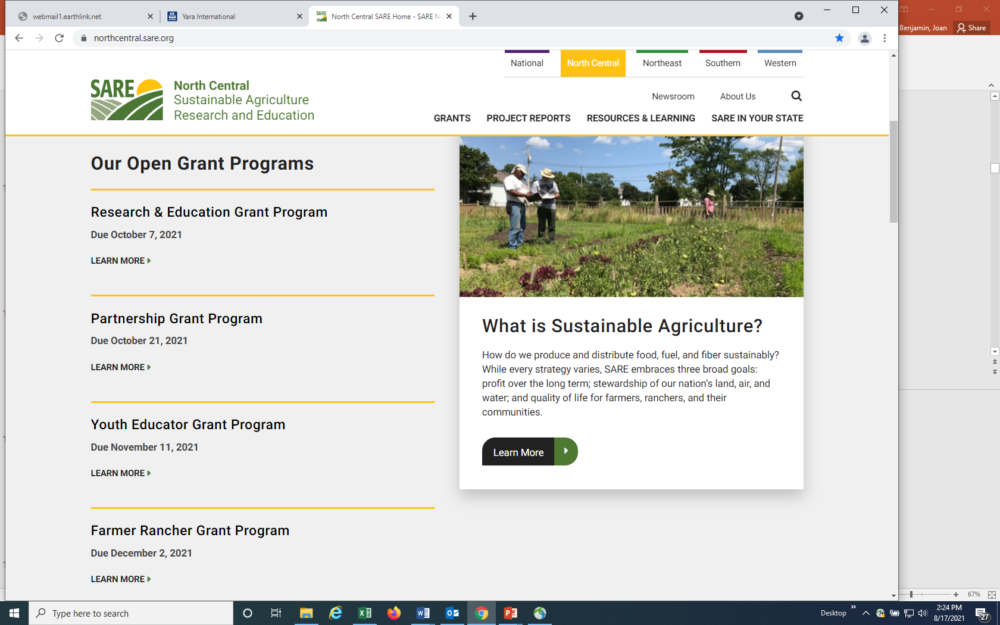 webmail1.earthlink.net
Yara International
North Central SARE Home - SARE N
Benjamin, Joan
Share
northcentral.sare.org
National
North Central
Northeast
Southern
Western
SARE
North Central
Sustainable Agriculture
Research and Education
Newsroom
About Us
GRANTS
PROJECT REPORTS
RESOURCES & LEARNING
SARE IN YOUR STATE
Our Open Grant Programs
Research & Education Grant Program
Due October 7, 2021
LEARN MORE
Partnership Grant Program
Due October 21, 2021
LEARN MORE
Youth Educator Grant Program
Due November 11, 2021
LEARN MORE
Farmer Rancher Grant Program
Due December 2, 2021
LEARN MORE
What is Sustainable Agriculture?
How do we produce and distribute food, fuel, and fiber sustainably?
While every strategy varies, SARE embraces three broad goals:
profit over the long term; stewardship of our nation’s land, air, and
water; and quality of life for farmers, ranchers, and their
communities.
Learn More
67%
Type here to search
Desktop
2:24 PM
8/17/2021
27